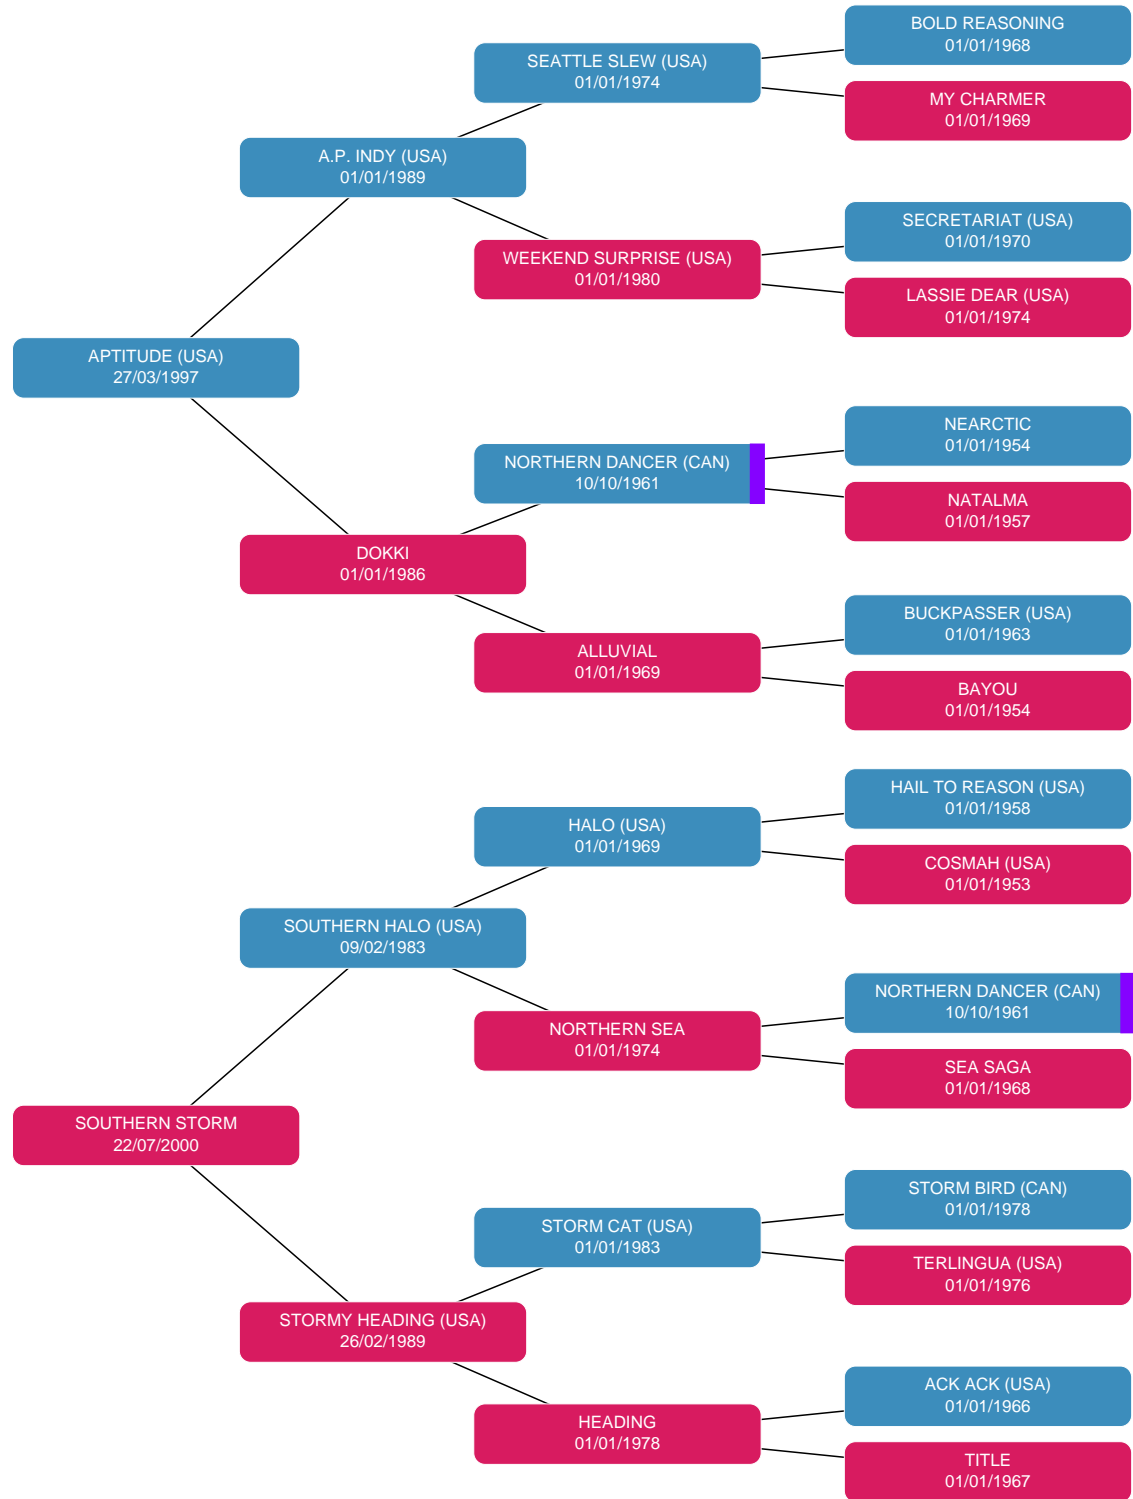 BOLD REASONING
01/01/1968
SEATTLE SLEW (USA)
01/01/1974
MY CHARMER
01/01/1969
A.P. INDY (USA)
01/01/1989
SECRETARIAT (USA)
01/01/1970
WEEKEND SURPRISE (USA)
01/01/1980
LASSIE DEAR (USA)
01/01/1974
APTITUDE (USA)
27/03/1997
NEARCTIC
01/01/1954
NORTHERN DANCER (CAN)
10/10/1961
NATALMA
01/01/1957
DOKKI
01/01/1986
BUCKPASSER (USA)
01/01/1963
ALLUVIAL
01/01/1969
BAYOU
01/01/1954
HAIL TO REASON (USA)
01/01/1958
HALO (USA)
01/01/1969
COSMAH (USA)
01/01/1953
SOUTHERN HALO (USA)
09/02/1983
NORTHERN DANCER (CAN)
10/10/1961
NORTHERN SEA
01/01/1974
SEA SAGA
01/01/1968
SOUTHERN STORM
22/07/2000
STORM BIRD (CAN)
01/01/1978
STORM CAT (USA)
01/01/1983
TERLINGUA (USA)
01/01/1976
STORMY HEADING (USA)
26/02/1989
ACK ACK (USA)
01/01/1966
HEADING
01/01/1978
TITLE
01/01/1967